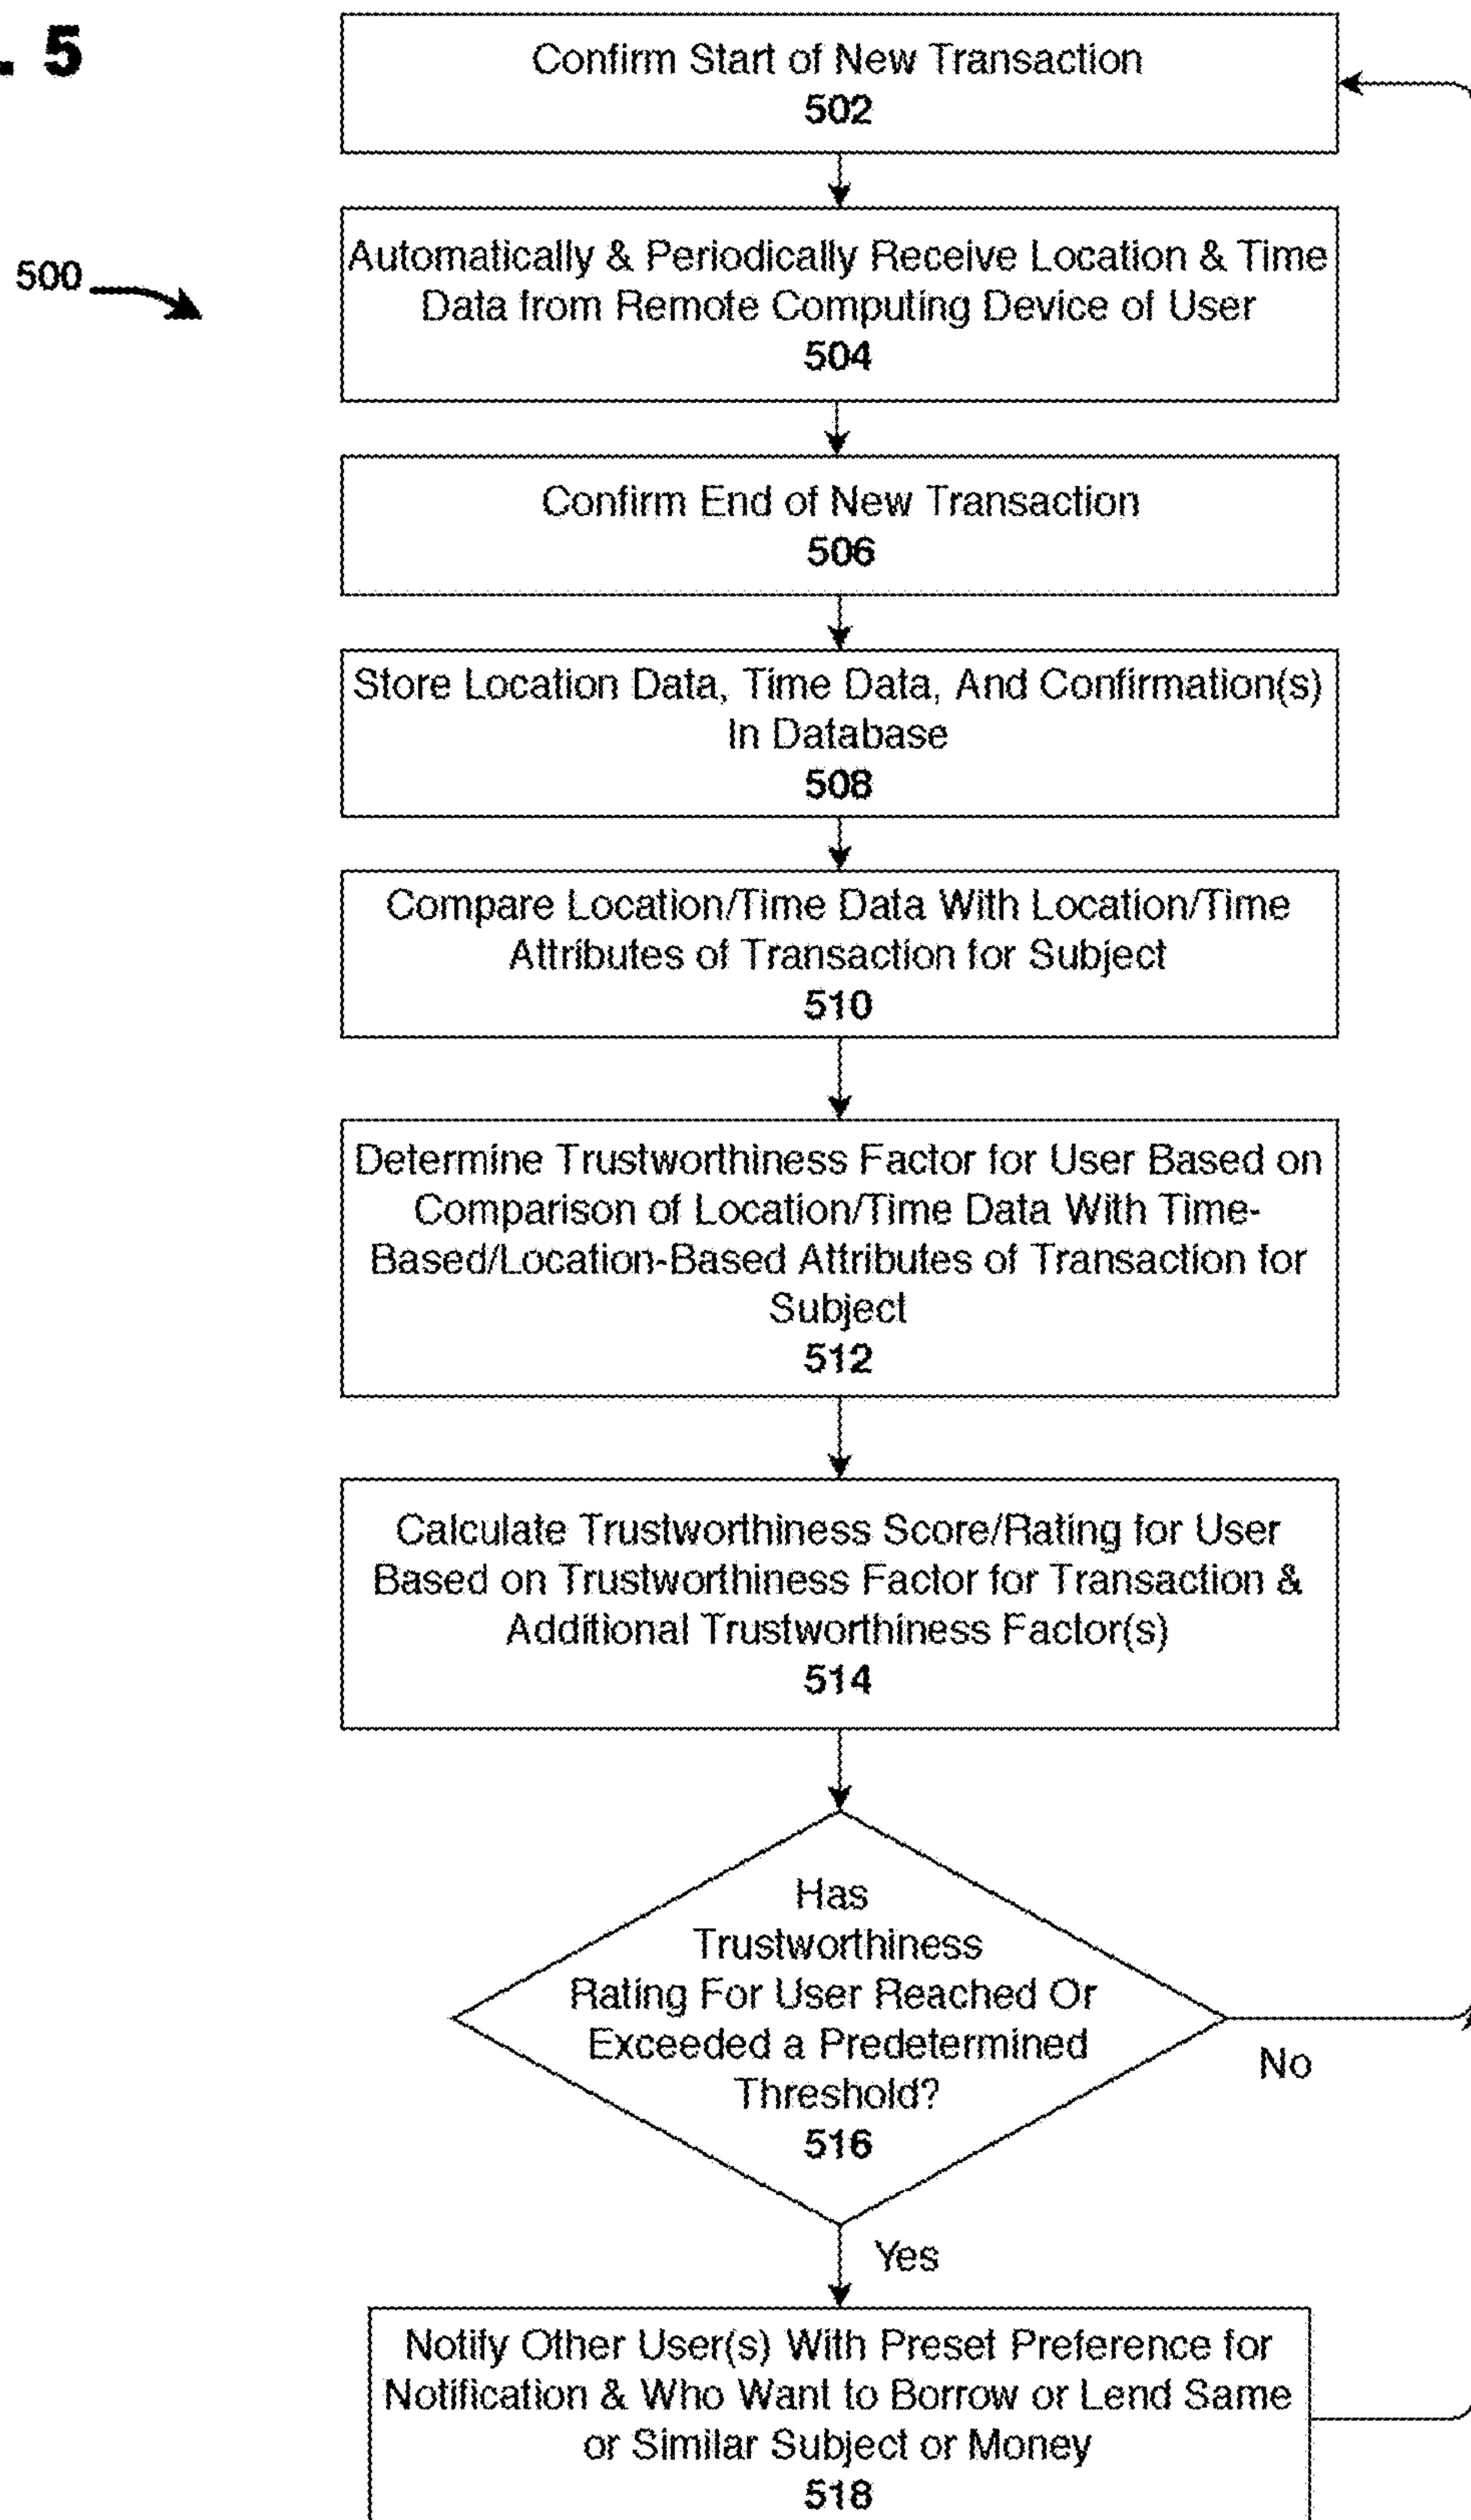 . 5
Confirm Start of New Transaction
502
500
Automatically & Periodically Receive Location & Time
Data from Remote Computing Device of User
504
Confirm End of New Transaction
506
Store Location Data, Time Data, And Confirmation(s)
In Database
508
Compare Location/Time Data With Location/Time
Attributes of Transaction for Subject
510
Determine Trustworthiness Factor for User Based on
Comparison of Location/Time Data With Time-
Based/Location-Based Attributes of Transaction for
Subject
512
Calculate Trustworthiness Score/Rating for User
Based on Trustworthiness Factor for Transaction &
Additional Trustworthiness Factor(s)
514
Has
Trustworthiness
Rating For User Reached Or
Exceeded a Predetermined
Threshold?
516
No
Yes
Notify Other User(s) With Preset Preference for
Notification & Who Want to Borrow or Lend Same
or Similar Subject or Money
518